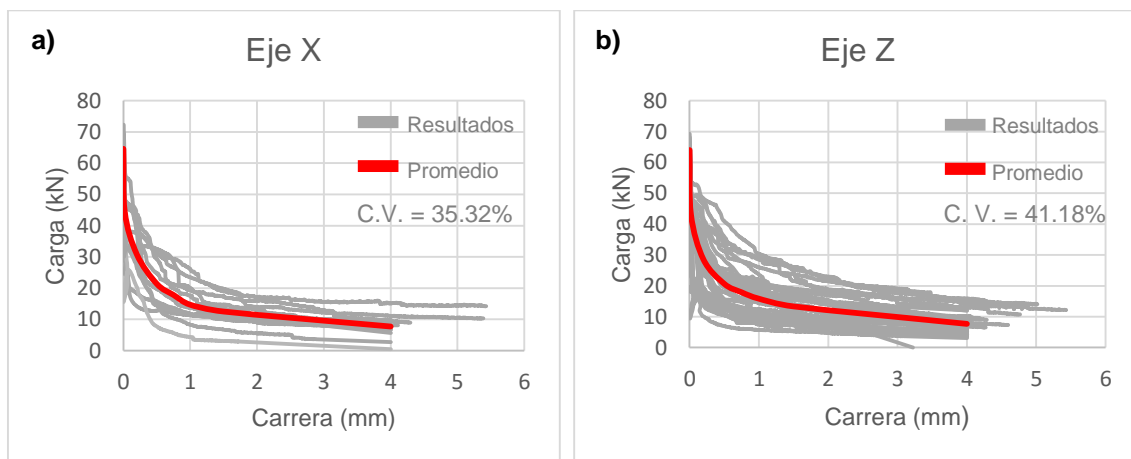 a)
Eje X
80
70
60
50
40
30
20
10
0
Carga (kN)
Resultados
Promedio
C.V. = 35.32%
0 1 2 3 4 5 6
Carrera (mm)
b)
Eje Z
80
70
60
50
40
30
20
10
0
Carga (kN)
Resultados
Promedio
C. V. = 41.18%
0 1 2 3 4 5 6
Carrera (mm)